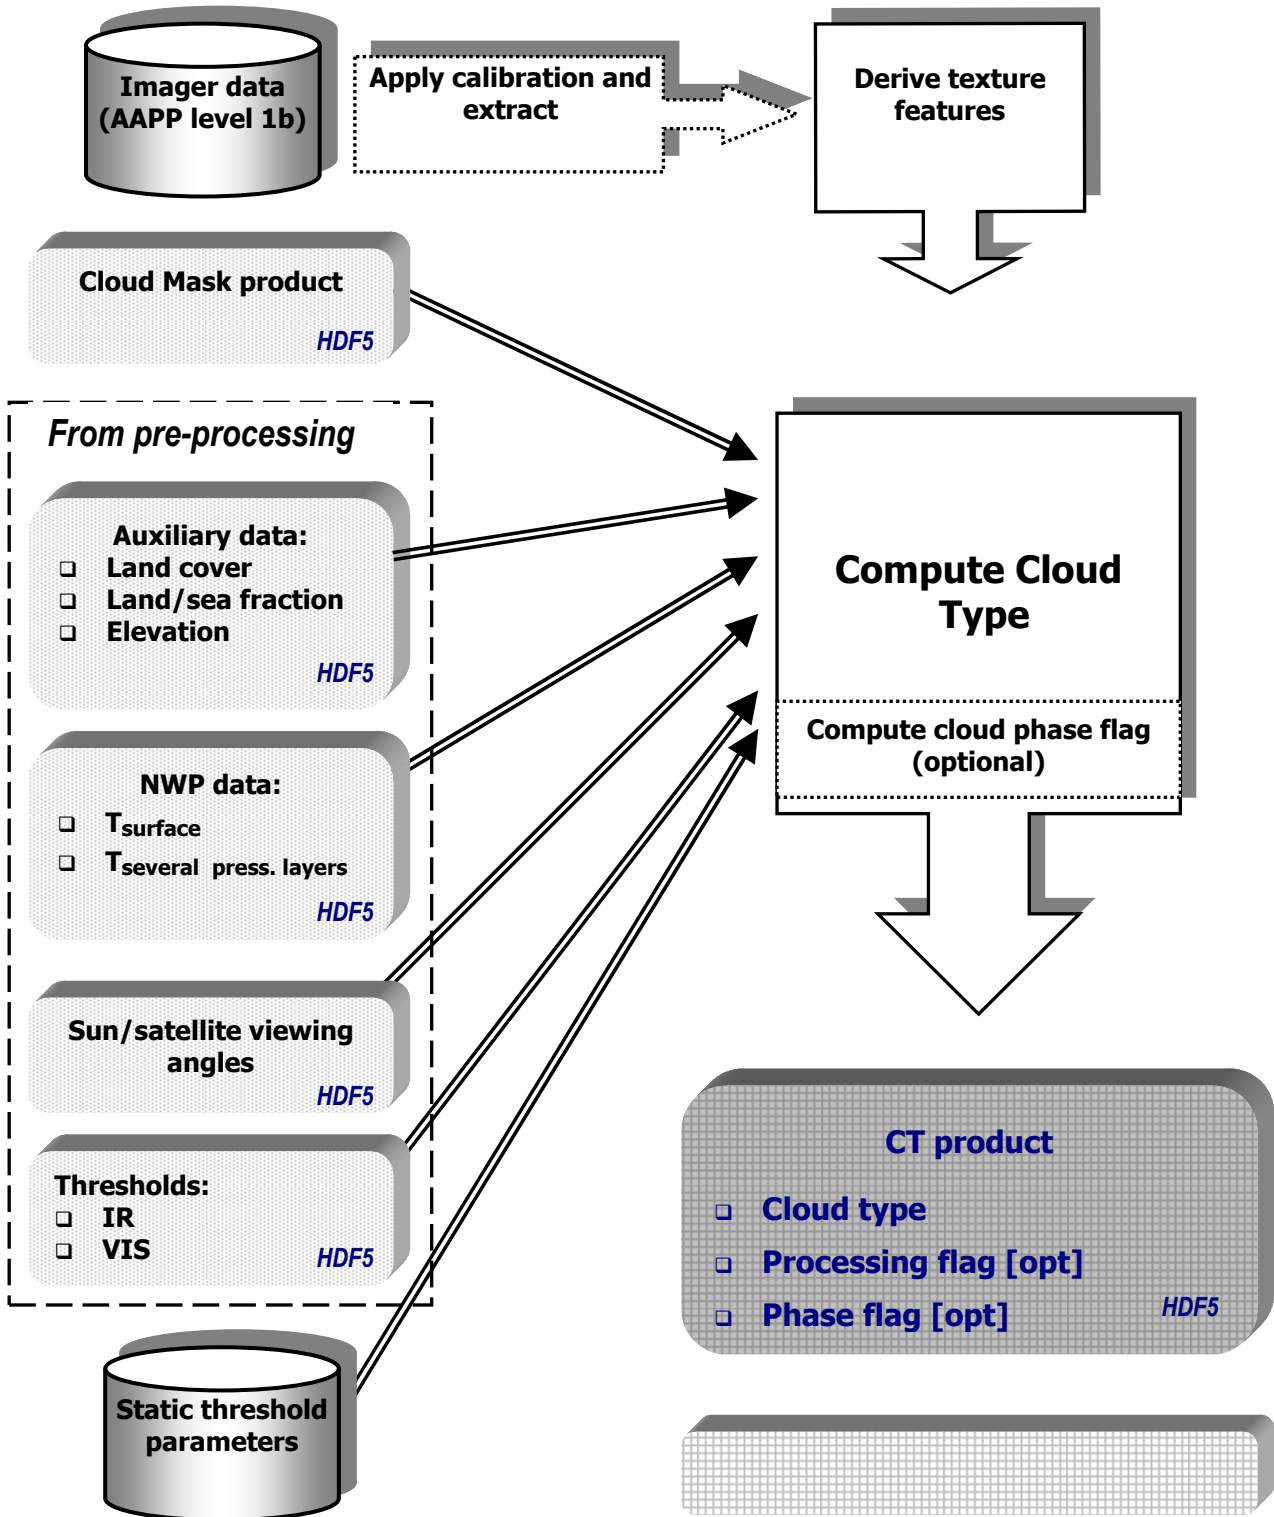 Imager data
(AAPP level 1b)
Apply calibration and
extract
Derive texture
features
Cloud Mask product
HDF5
From pre-processing
Auxiliary data:
❑ Land cover
❑ Land/sea fraction
❑ Elevation
HDF5
NWP data:
❑ Tsurface
❑ Tseveral press. layers
HDF5
Sun/satellite viewing
angles
HDF5
Thresholds:
❑ IR
❑ VIS
HDF5
Static threshold
parameters
Compute Cloud
Type
Compute cloud phase flag
(optional)
CT product
❑ Cloud type
❑ Processing flag [opt]
❑ Phase flag [opt]
HDF5